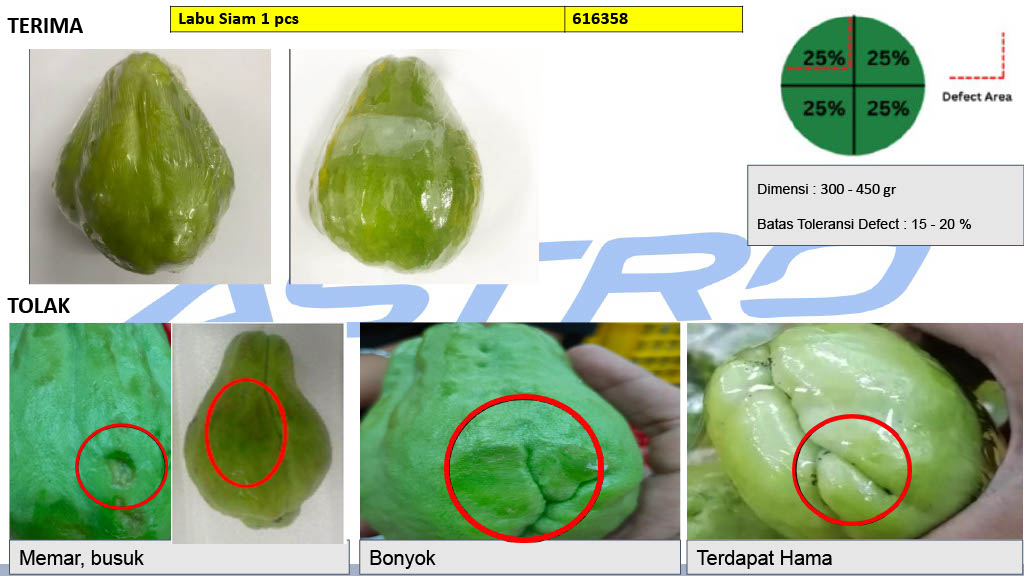 TERIMA
Labu Siam 1 pcs 616358
25% 25%
25% 25%
Defect Area
Dimensi : 300 - 450 gr
Batas Toleransi Defect : 15 - 20 %
ASTRO
TOLAK
Memar, busuk
Bonyok
Terdapat Hama